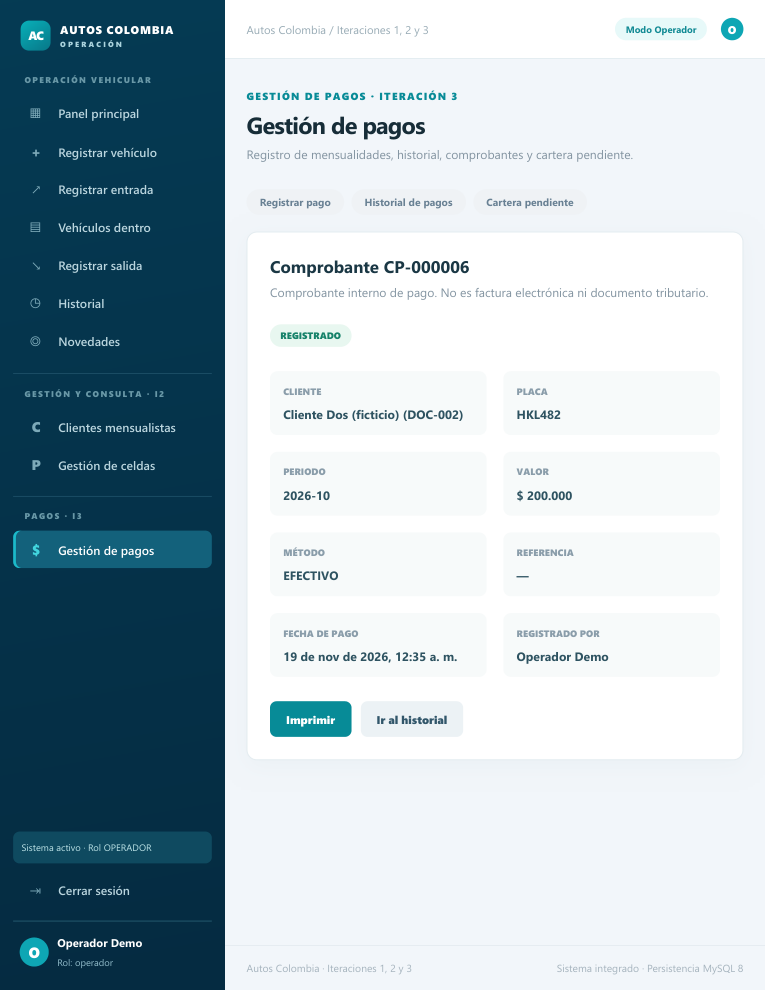 AC
AUTOS COLOMBIA
OPERACIÓN
OPERACIÓN VEHICULAR
Panel principal
+ Registrar vehículo
↗ Registrar entrada
Vehículos dentro
↘ Registrar salida
Historial
Novedades
GESTIÓN Y CONSULTA · I2
C Clientes mensualistas
P Gestión de celdas
PAGOS · I3
$ Gestión de pagos
Sistema activo · Rol OPERADOR
⇥ Cerrar sesión
O
Operador Demo
Rol: operador
Autos Colombia / Iteraciones 1, 2 y 3
Modo Operador
O
GESTIÓN DE PAGOS · ITERACIÓN 3
Gestión de pagos
Registro de mensualidades, historial, comprobantes y cartera pendiente.
Registrar pago
Historial de pagos
Cartera pendiente
Comprobante CP-000006
Comprobante interno de pago. No es factura electrónica ni documento tributario.
REGISTRADO
CLIENTE
Cliente Dos (ficticio) (DOC-002)
PLACA
HKL482
PERIODO
2026-10
VALOR
$ 200.000
MÉTODO
EFECTIVO
REFERENCIA
—
FECHA DE PAGO
19 de nov de 2026, 12:35 a. m.
REGISTRADO POR
Operador Demo
Imprimir
Ir al historial
Autos Colombia · Iteraciones 1, 2 y 3
Sistema integrado · Persistencia MySQL 8